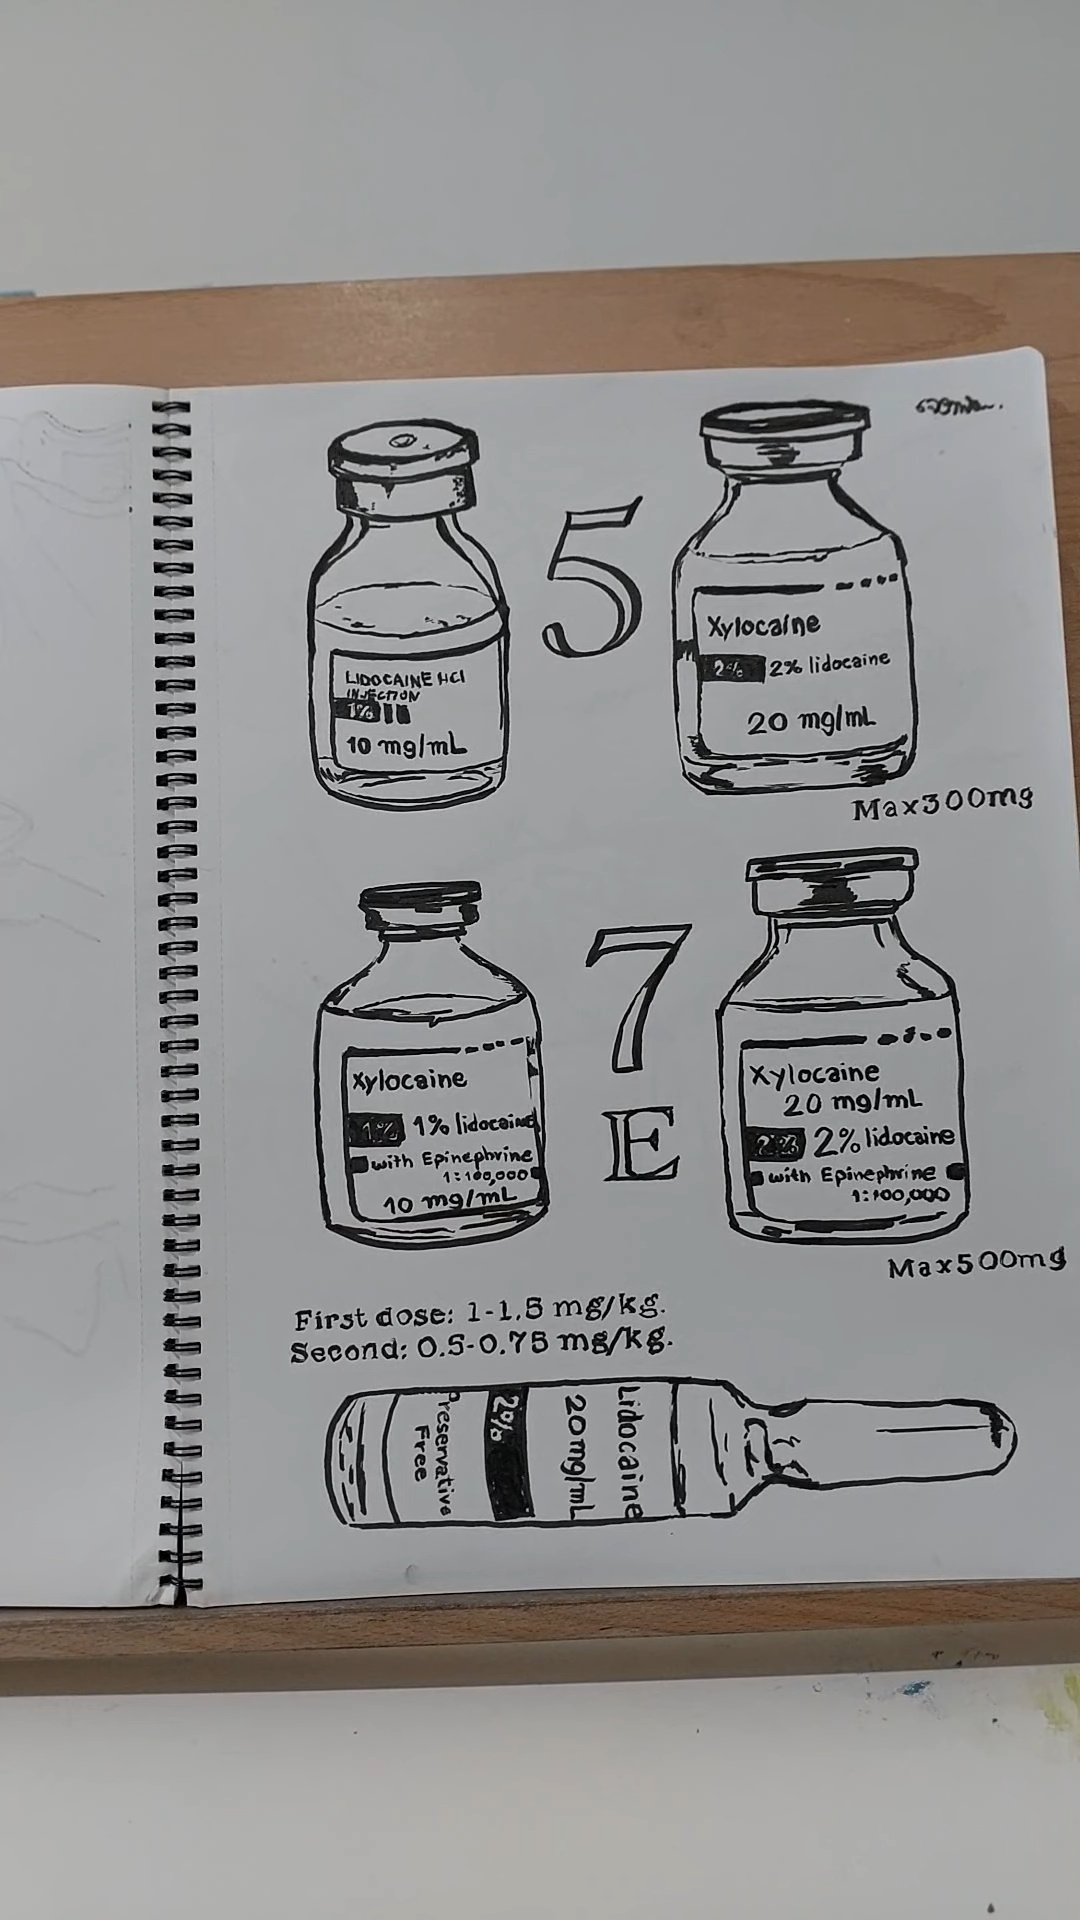 5
LIDOCAINE HCl
INJECTION
1%
10 mg/mL
Xylocaine
2% 2% lidocaine
20 mg/mL
Max300mg
7
E
Xylocaine
1% 1% lidocaine
with Epinephrine
1:100,000
10 mg/mL
Xylocaine
20 mg/mL
2% 2% lidocaine
with Epinephrine
1:100,000
Max500mg
First dose: 1-1.5 mg/kg.
Second: 0.5-0.75 mg/kg.
Lidocaine
20mg/mL
2%
Preservative
Free